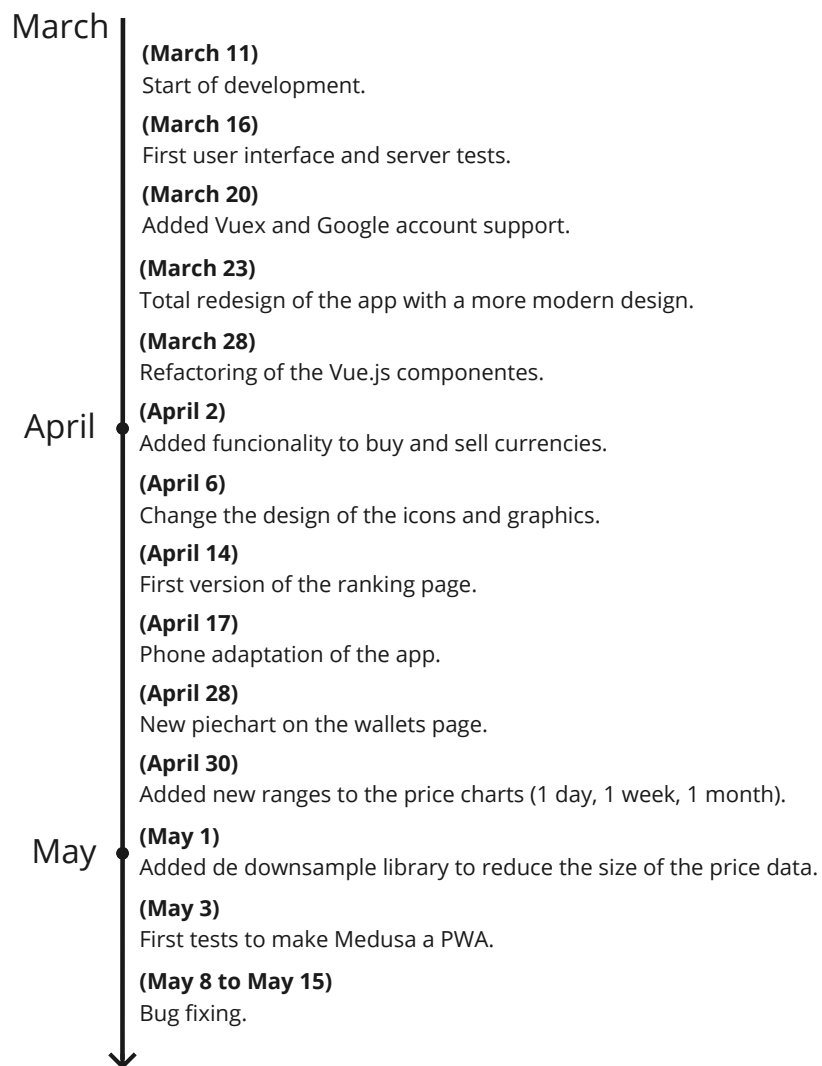 March
(March 11)
Start of development.
(March 16)
First user interface and server tests.
(March 20)
Added Vuex and Google account support.
(March 23)
Total redesign of the app with a more modern design.
(March 28)
Refactoring of the Vue.js componentes.
April
(April 2)
Added funcionality to buy and sell currencies.
(April 6)
Change the design of the icons and graphics.
(April 14)
First version of the ranking page.
(April 17)
Phone adaptation of the app.
(April 28)
New piechart on the wallets page.
(April 30)
Added new ranges to the price charts (1 day, 1 week, 1 month).
May
(May 1)
Added de downsample library to reduce the size of the price data.
(May 3)
First tests to make Medusa a PWA.
(May 8 to May 15)
Bug fixing.